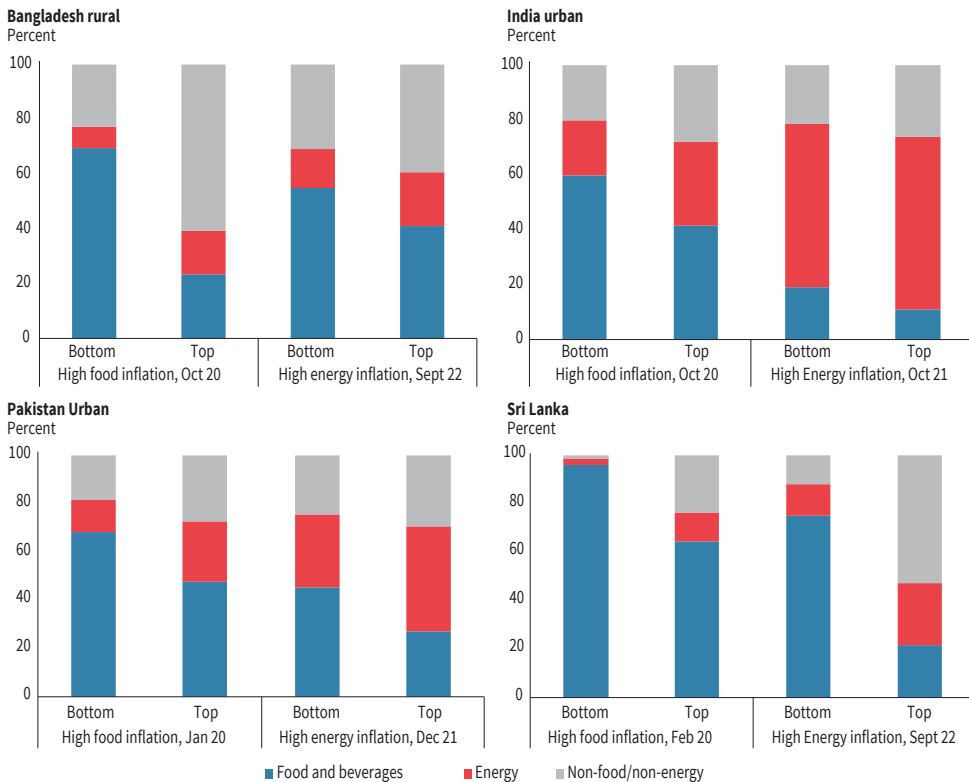 Bangladesh rural
Percent
100
80
60
40
20
0
Bottom Top Bottom Top
High food inflation, Oct 20 High energy inflation, Sept 22
India urban
Percent
100
80
60
40
20
0
Bottom Top Bottom Top
High food inflation, Oct 20 High Energy inflation, Oct 21
Pakistan Urban
Percent
100
80
60
40
20
0
Bottom Top Bottom Top
High food inflation, Jan 20 High energy inflation, Dec 21
Sri Lanka
Percent
100
80
60
40
20
0
Bottom Top Bottom Top
High food inflation, Feb 20 High Energy inflation, Sept 22
Food and beverages Energy Non-food/non-energy